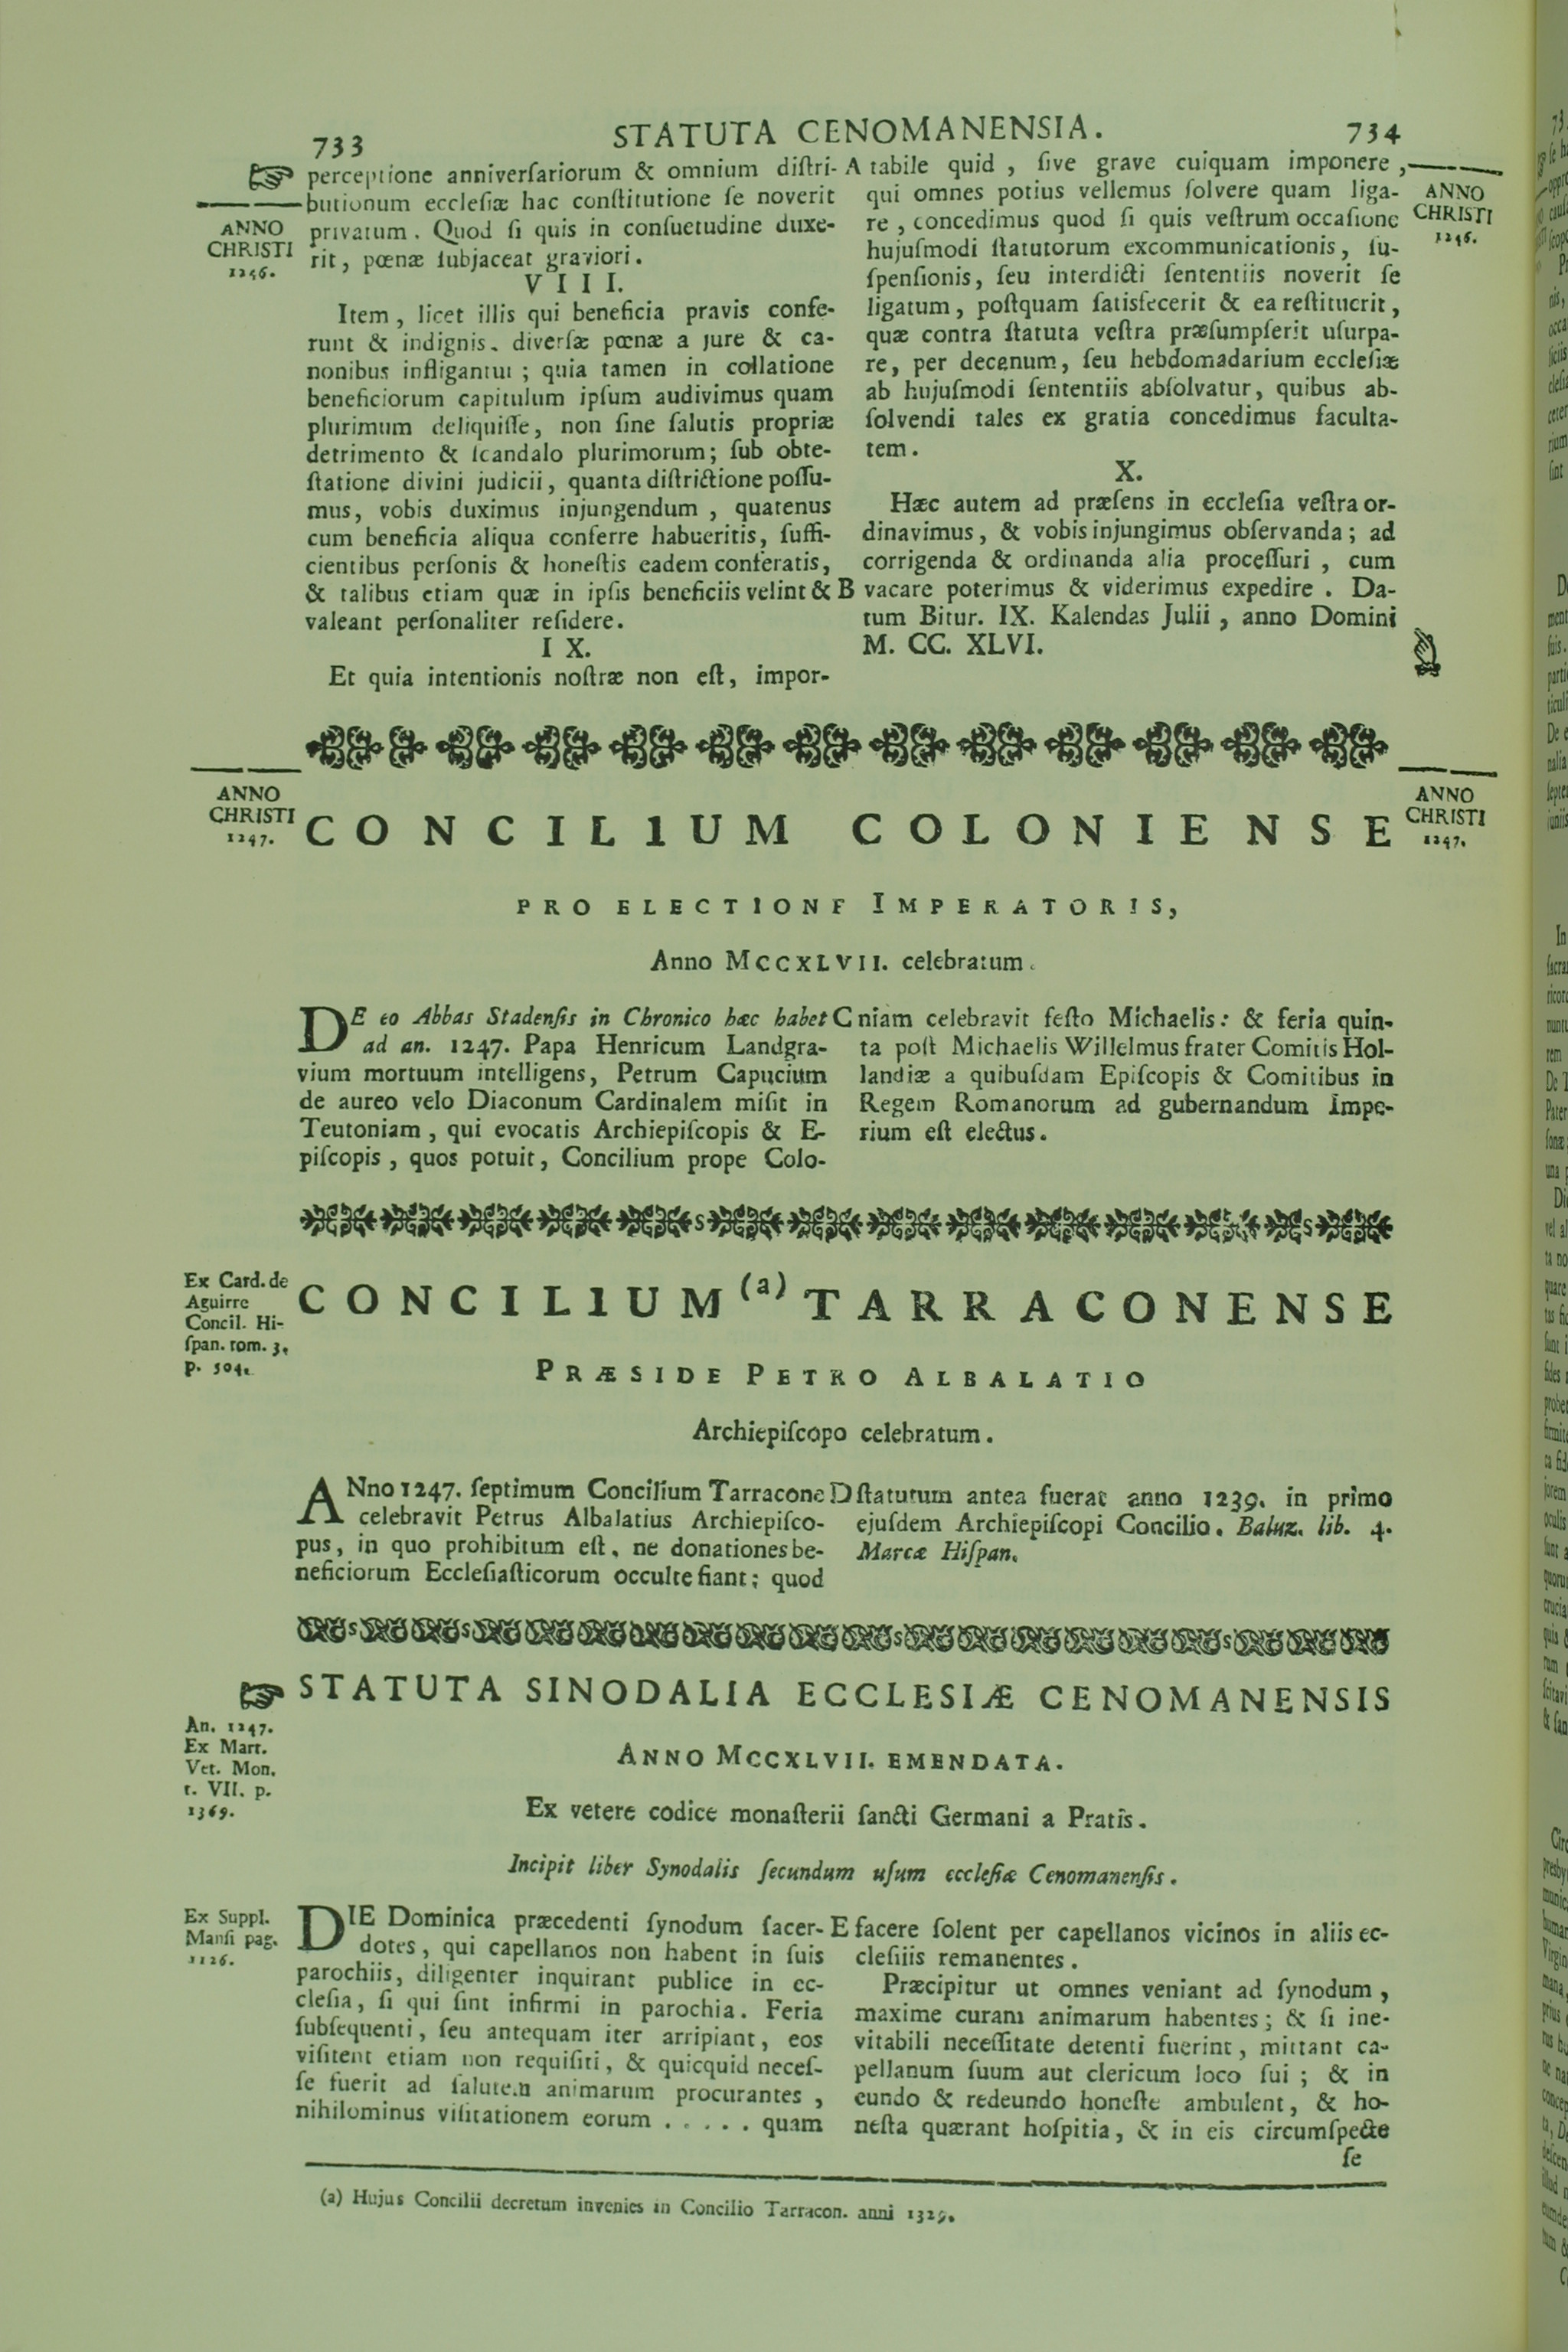 733
STATUTA CENOMANENSIA.
734
ANNO
CHRISTI
1246.
perceptione anniverſariorum & omnium diſtri-
butionum eccleſiæ hac conſtitutione ſe noverit
privatum. Quod ſi quis in conſuetudine duxe-
rit, pœnæ ſubjaceat graviori.
VIII.
Item, licet illis qui beneficia pravis confe-
runt & indignis, diverſæ pœnæ a jure & ca-
nonibus infligantur; quia tamen in collatione
beneficiorum capitulum ipſum audivimus quam
plurimum deliquiſſe, non ſine ſalutis propriæ
detrimento & ſcandalo plurimorum; ſub obte-
ſtatione divini judicii, quanta diſtrictione poſſu-
mus, vobis duximus injungendum, quatenus
cum beneficia aliqua conferre habueritis, ſuffi-
cientibus perſonis & honeſtis eadem conferatis,
& talibus etiam quæ in ipſis beneficiis velint &
valeant perſonaliter reſidere.
IX.
Et quia intentionis noſtræ non eſt, impor-
A
tabile quid, ſive grave cuiquam imponere,
qui omnes potius vellemus ſolvere quam liga-
re, concedimus quod ſi quis veſtrum occaſione
hujuſmodi ſtatutorum excommunicationis, ſu-
ſpenſionis, ſeu interdicti ſententiis noverit ſe
ligatum, poſtquam ſatisfecerit & ea reſtituerit,
quæ contra ſtatuta veſtra præſumpſerit uſurpa-
re, per decanum, ſeu hebdomadarium eccleſiæ
ab hujuſmodi ſententiis abſolvatur, quibus ab-
ſolvendi tales ex gratia concedimus faculta-
tem.
X.
Hæc autem ad præſens in eccleſia veſtra or-
dinavimus, & vobis injungimus obſervanda; ad
corrigenda & ordinanda alia proceſſuri, cum
B
vacare poterimus & viderimus expedire. Da-
tum Bitur. IX. Kalendas Julii, anno Domini
M. CC. XLVI.
ANNO
CHRISTI
1246.
ANNO
CHRISTI
1247.
CONCIL1UM COLONIENSE
ANNO
CHRISTI
1247.
PRO ELECTIONE IMPERATORIS,
Anno MCCXLVII. celebratum.
DE eo Abbas Stadenſis in Chronico hæc habet
ad an. 1247. Papa Henricum Landgra-
vium mortuum intelligens, Petrum Capucium
de aureo velo Diaconum Cardinalem miſit in
Teutoniam, qui evocatis Archiepiſcopis & E-
piſcopis, quos potuit, Concilium prope Colo-
C
niam celebravit feſto Michaelis: & feria quin-
ta poſt Michaelis Willelmus frater Comitis Hol-
landiæ a quibuſdam Epiſcopis & Comitibus in
Regem Romanorum ad gubernandum Impe-
rium eſt electus.
Ex Card. de
Aguirre
Concil. Hi-
ſpan. tom. 3.
p. 504.
CONCIL1UM (a) TARRACONENSE
PRÆSIDE PETRO ALBALATIO
Archiepiſcopo celebratum.
ANno 1247. ſeptimum Concilium Tarracone
celebravit Petrus Albalatius Archiepiſco-
pus, in quo prohibitum eſt, ne donationes be-
neficiorum Eccleſiaſticorum occulte fiant; quod
D
ſtatutum antea fuerat anno 1239. in primo
ejuſdem Archiepiſcopi Concilio. Baluz. lib. 4.
Marcæ Hiſpan.
STATUTA SINODALIA ECCLESIÆ CENOMANENSIS
An. 1247.
Ex Mart.
Vet. Mon.
t. VII. p.
1369.
ANNO MCCXLVII. EMENDATA.
Ex vetere codice monaſterii ſancti Germani a Pratis.
Incipit liber Synodalis ſecundum uſum eccleſiæ Cenomanenſis.
Ex Suppl.
Manſi pag.
1126.
DIE Dominica præcedenti ſynodum ſacer-
dotes, qui capellanos non habent in ſuis
parochiis, diligenter inquirant publice in ec-
cleſia, ſi qui ſint infirmi in parochia. Feria
ſubſequenti, ſeu antequam iter arripiant, eos
viſitent etiam non requiſiti, & quicquid neceſ-
ſe fuerit ad ſalutem animarum procurantes,
nihilominus viſitationem eorum . . . . . quam
E
facere ſolent per capellanos vicinos in aliis ec-
cleſiiis remanentes.
Præcipitur ut omnes veniant ad ſynodum,
maxime curam animarum habentes; & ſi ine-
vitabili neceſſitate detenti fuerint, mittant ca-
pellanum ſuum aut clericum loco ſui; & in
eundo & redeundo honeſte ambulent, & ho-
neſta quærant hoſpitia, & in eis circumſpecte
ſe
(a) Hujus Concilii decretum invenies in Concilio Tarracon. anni